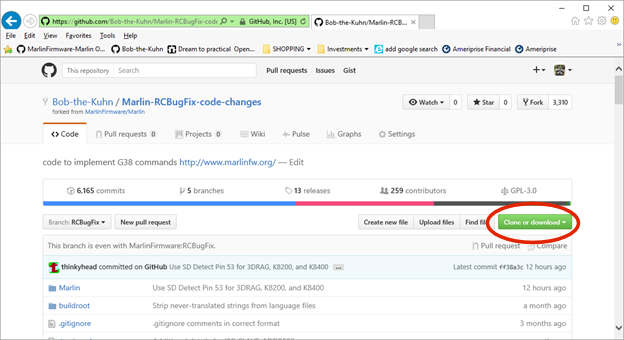 https://github.com/Bob-the-Kuhn/Marlin-RCBugFix-co
GitHub, Inc. [US]
Bob-the-Kuhn/Marlin-RCBu...
File Edit View Favorites Tools Help
MarlinFirmware-Marlin O... Bob-the-Kuhn Dream to practical Open... SHOPPING Investments add google search Ameriprise Financial Ameriprise
This repository Search Pull requests Issues Gist
Bob-the-Kuhn / Marlin-RCBugFix-code-changes
forked from MarlinFirmware/Marlin
Watch 0 Star 0 Fork 3,310
Code Pull requests 0 Projects 0 Wiki Pulse Graphs Settings
code to implement G38 commands http://www.marlinfw.org/ — Edit
6,165 commits 5 branches 13 releases 259 contributors GPL-3.0
Branch: RCBugFix New pull request Create new file Upload files Find fil Clone or download
This branch is even with MarlinFirmware:RCBugFix. Pull request Compare
thinkyhead committed on GitHub Use SD Detect Pin 53 for 3DRAG, K8200, and K8400 ... Latest commit ff38a3c 12 hours ago
Marlin Use SD Detect Pin 53 for 3DRAG, K8200, and K8400 12 hours ago
buildroot Strip never-translated strings from language files a month ago
.gitignore .gitignore comments in correct format 3 months ago